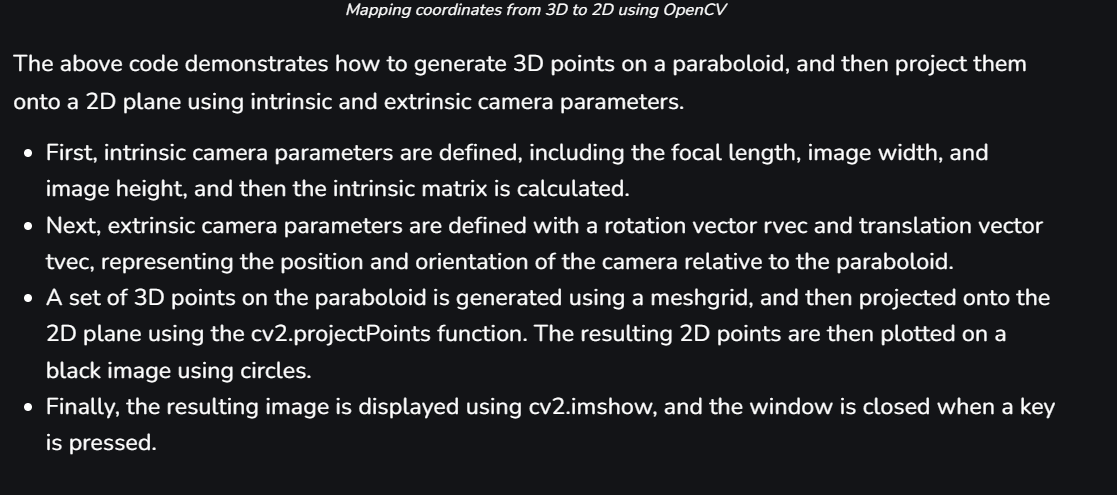 Mapping coordinates from 3D to 2D using OpenCV
The above code demonstrates how to generate 3D points on a paraboloid, and then project them
onto a 2D plane using intrinsic and extrinsic camera parameters.
• First, intrinsic camera parameters are defined, including the focal length, image width, and
image height, and then the intrinsic matrix is calculated.
• Next, extrinsic camera parameters are defined with a rotation vector rvec and translation vector
tvec, representing the position and orientation of the camera relative to the paraboloid.
• A set of 3D points on the paraboloid is generated using a meshgrid, and then projected onto the
2D plane using the cv2.projectPoints function. The resulting 2D points are then plotted on a
black image using circles.
• Finally, the resulting image is displayed using cv2.imshow, and the window is closed when a key
is pressed.